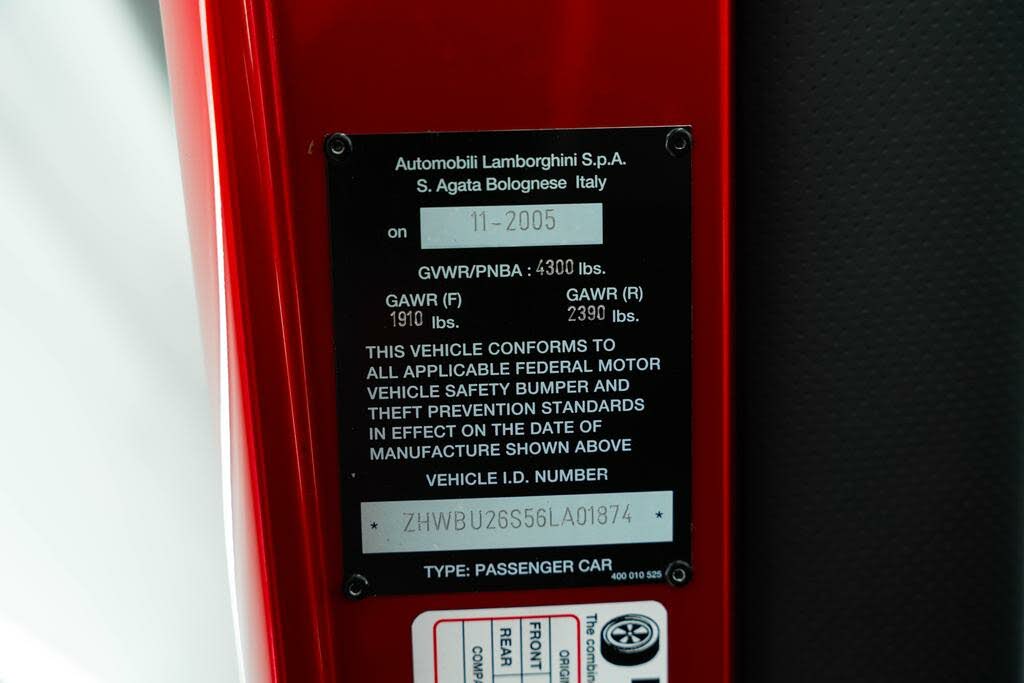 Automobili Lamborghini S.p.A.
S. Agata Bolognese Italy
on 11-2005
GVWR/PNBA : 4300 lbs.
GAWR (F) GAWR (R)
1910 lbs. 2390 lbs.
THIS VEHICLE CONFORMS TO
ALL APPLICABLE FEDERAL MOTOR
VEHICLE SAFETY BUMPER AND
THEFT PREVENTION STANDARDS
IN EFFECT ON THE DATE OF
MANUFACTURE SHOWN ABOVE
VEHICLE I.D. NUMBER
* ZHWBU26S56LA01874 *
TYPE: PASSENGER CAR
400 010 525
The
FRONT
REAR